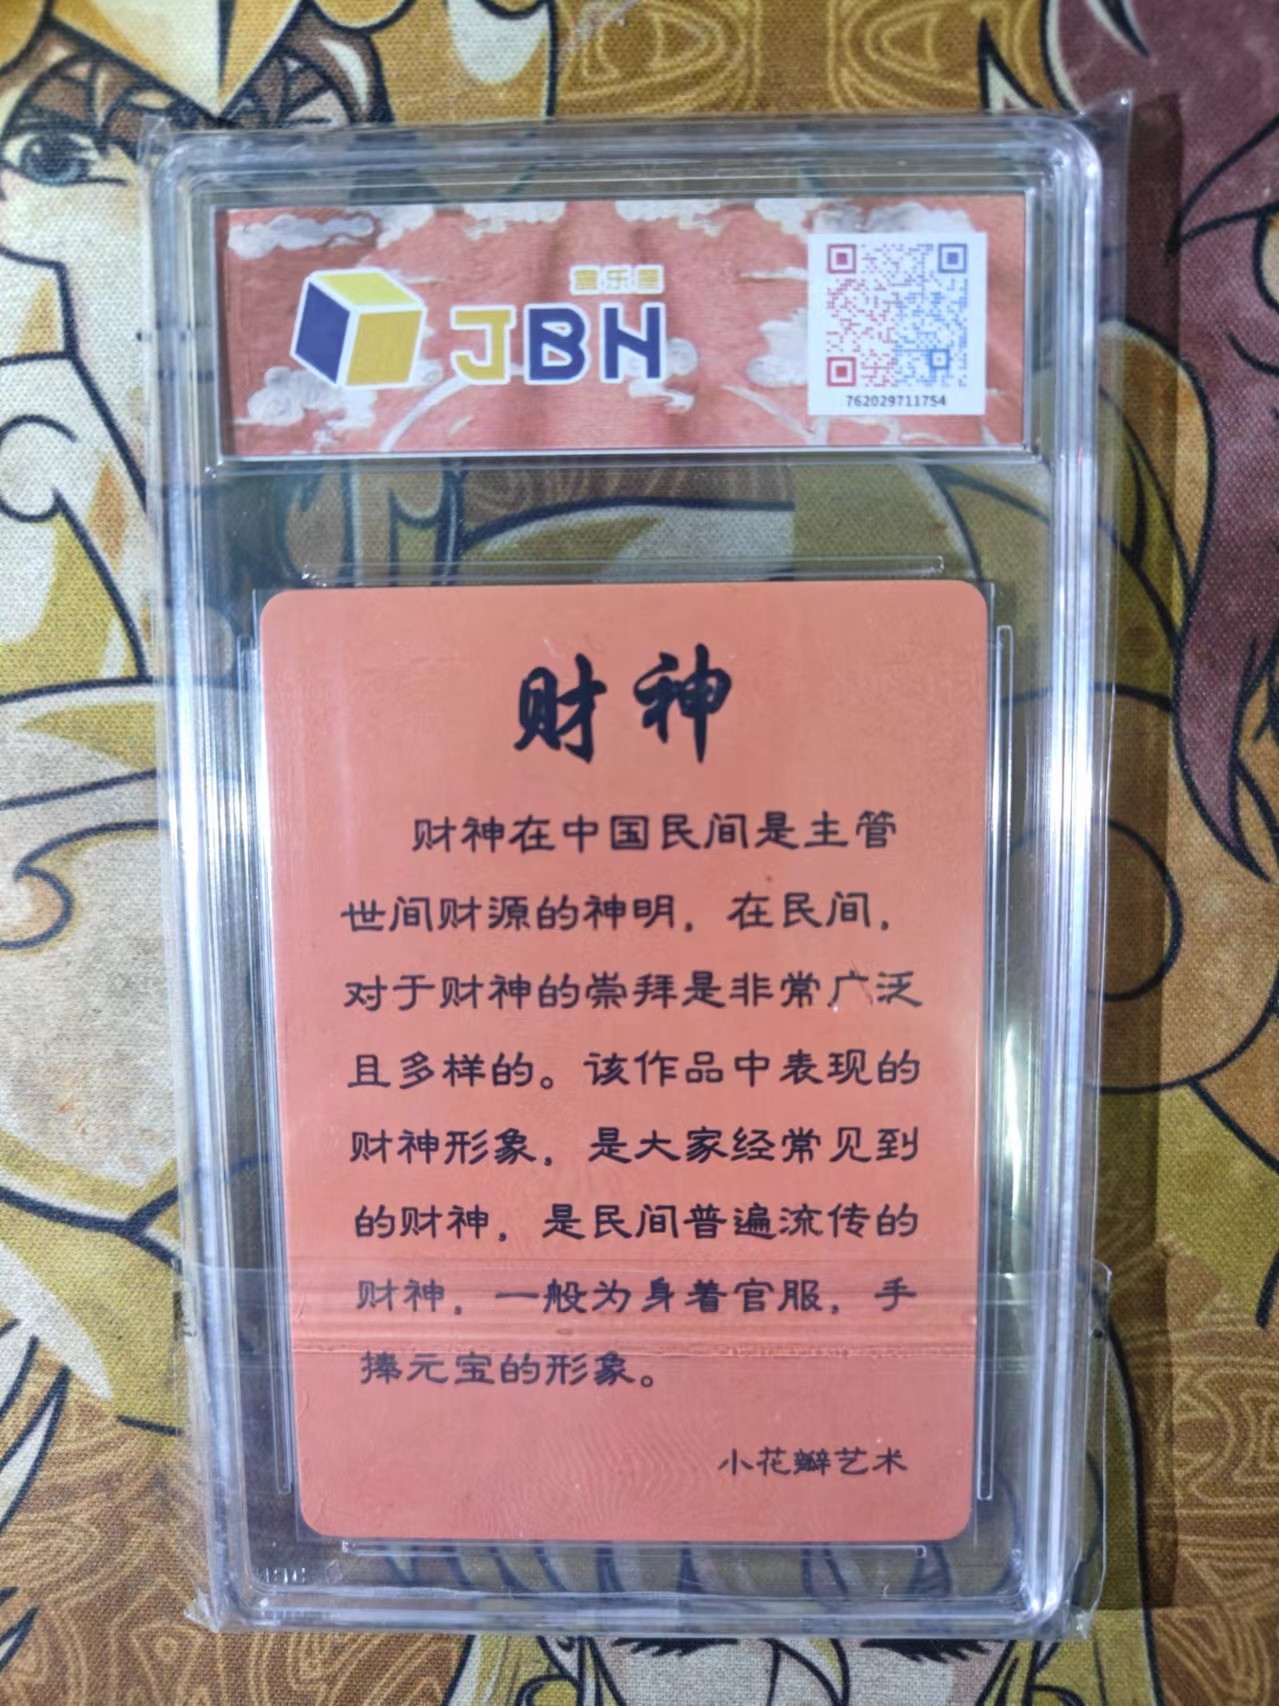 盒乐屋
JBH
762029711754
财神
财神在中国民间是主管
世间财源的神明，在民间，
对于财神的崇拜是非常广泛
且多样的。该作品中表现的
财神形象，是大家经常见到
的财神，是民间普遍流传的
财神，一般为身着官服，手
捧元宝的形象。
小花瓣艺术